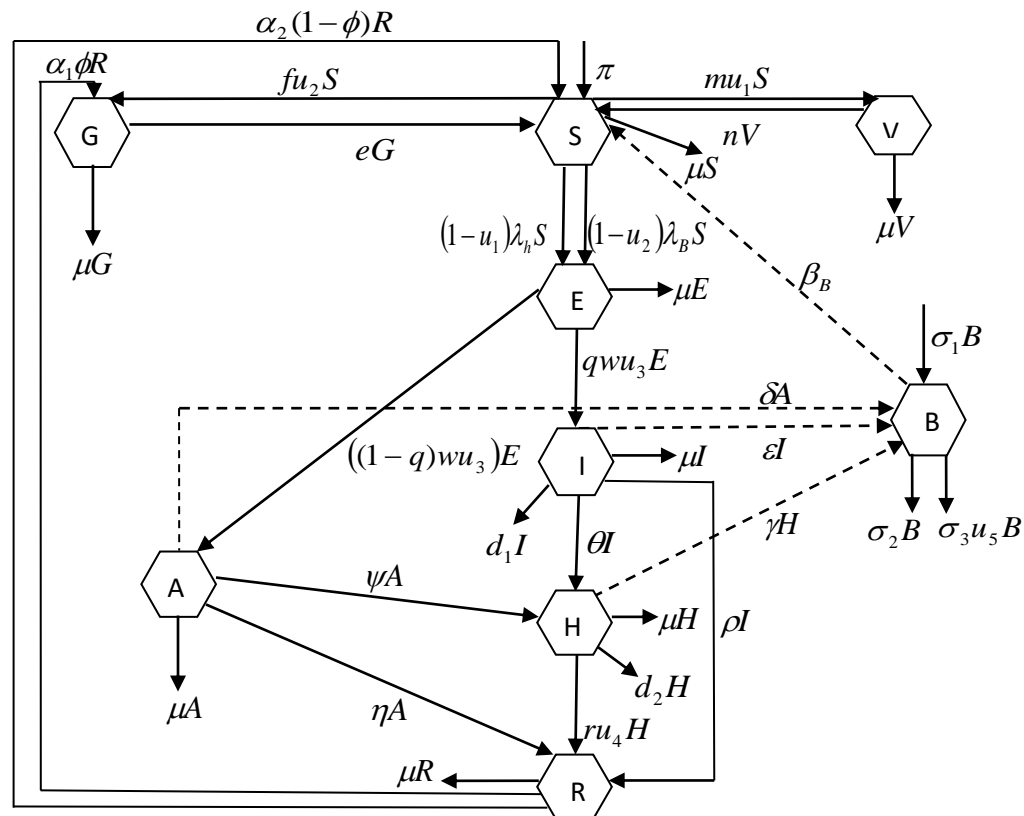 α₂(1−ϕ)R
α₁ϕR
π
fu₂S
mu₁S
G
S
V
eG
nV
μS
μG
μV
(1−u₁)λₕS
(1−u₂)λ_B S
β_B
E
μE
σ₁B
qwu₃E
δA
B
((1−q)wu₃)E
I
μI
εI
d₁I
θI
γH
σ₂B
σ₃u₅B
A
ψA
H
μH
ρI
d₂H
μA
ηA
ru₄H
μR
R